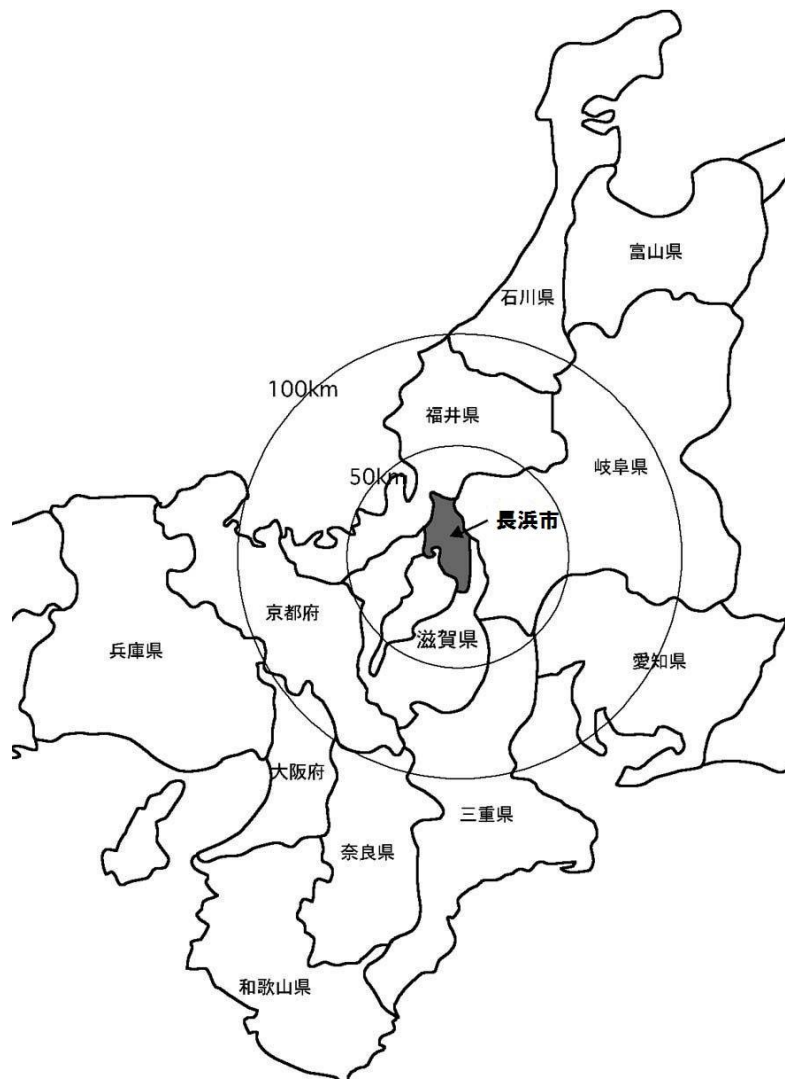 富山県
石川県
100km
福井県
岐阜県
50km
長浜市
京都府
滋賀県
兵庫県
愛知県
大阪府
三重県
奈良県
和歌山県